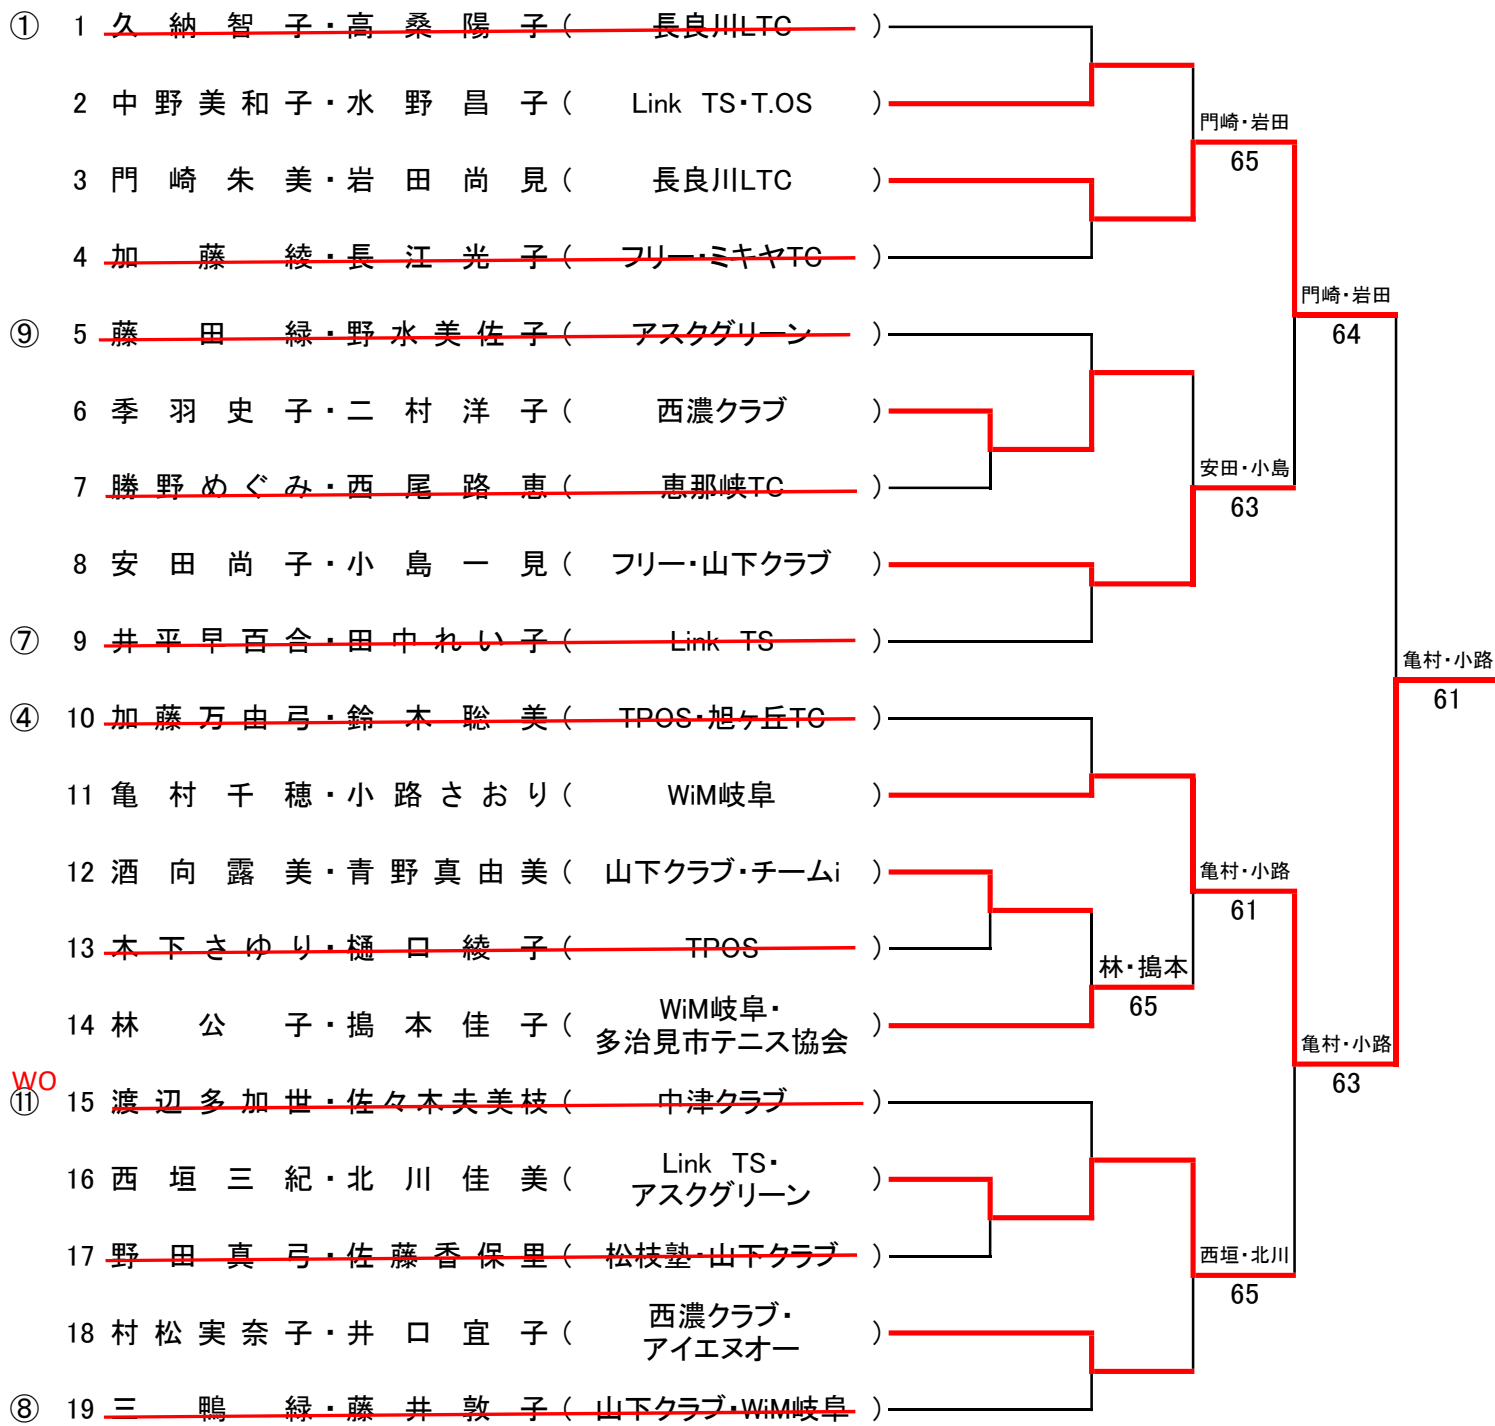 ① 1 久納智子・高桑陽子( 長良川LTC )
2 中野美和子・水野昌子( Link TS・T.OS )
門崎・岩田
65
3 門崎朱美・岩田尚見( 長良川LTC )
4 加藤綾・長江光子( フリー・ミキヤTC )
門崎・岩田
64
⑨ 5 藤田緑・野水美佐子( アスクグリーン )
6 季羽史子・二村洋子( 西濃クラブ )
安田・小島
63
7 勝野めぐみ・西尾路恵( 恵那峡TC )
8 安田尚子・小島一見( フリー・山下クラブ )
⑦ 9 井平早百合・田中れい子( Link TS )
亀村・小路
61
④ 10 加藤万由弓・鈴木聡美( TPOS・旭ヶ丘TC )
11 亀村千穂・小路さおり( WiM岐阜 )
12 酒向露美・青野真由美( 山下クラブ・チームi )
亀村・小路
61
13 木下さゆり・樋口綾子( TPOS )
林・搗本
65
14 林公子・搗本佳子( WiM岐阜・
多治見市テニス協会 )
亀村・小路
63
WO
⑪ 15 渡辺多加世・佐々木夫美枝( 中津クラブ )
16 西垣三紀・北川佳美( Link TS・
アスクグリーン )
17 野田真弓・佐藤香保里( 松枝塾・山下クラブ )
西垣・北川
65
18 村松実奈子・井口宜子( 西濃クラブ・
アイエヌオー )
⑧ 19 三鴨緑・藤井敦子( 山下クラブ・WiM岐阜 )